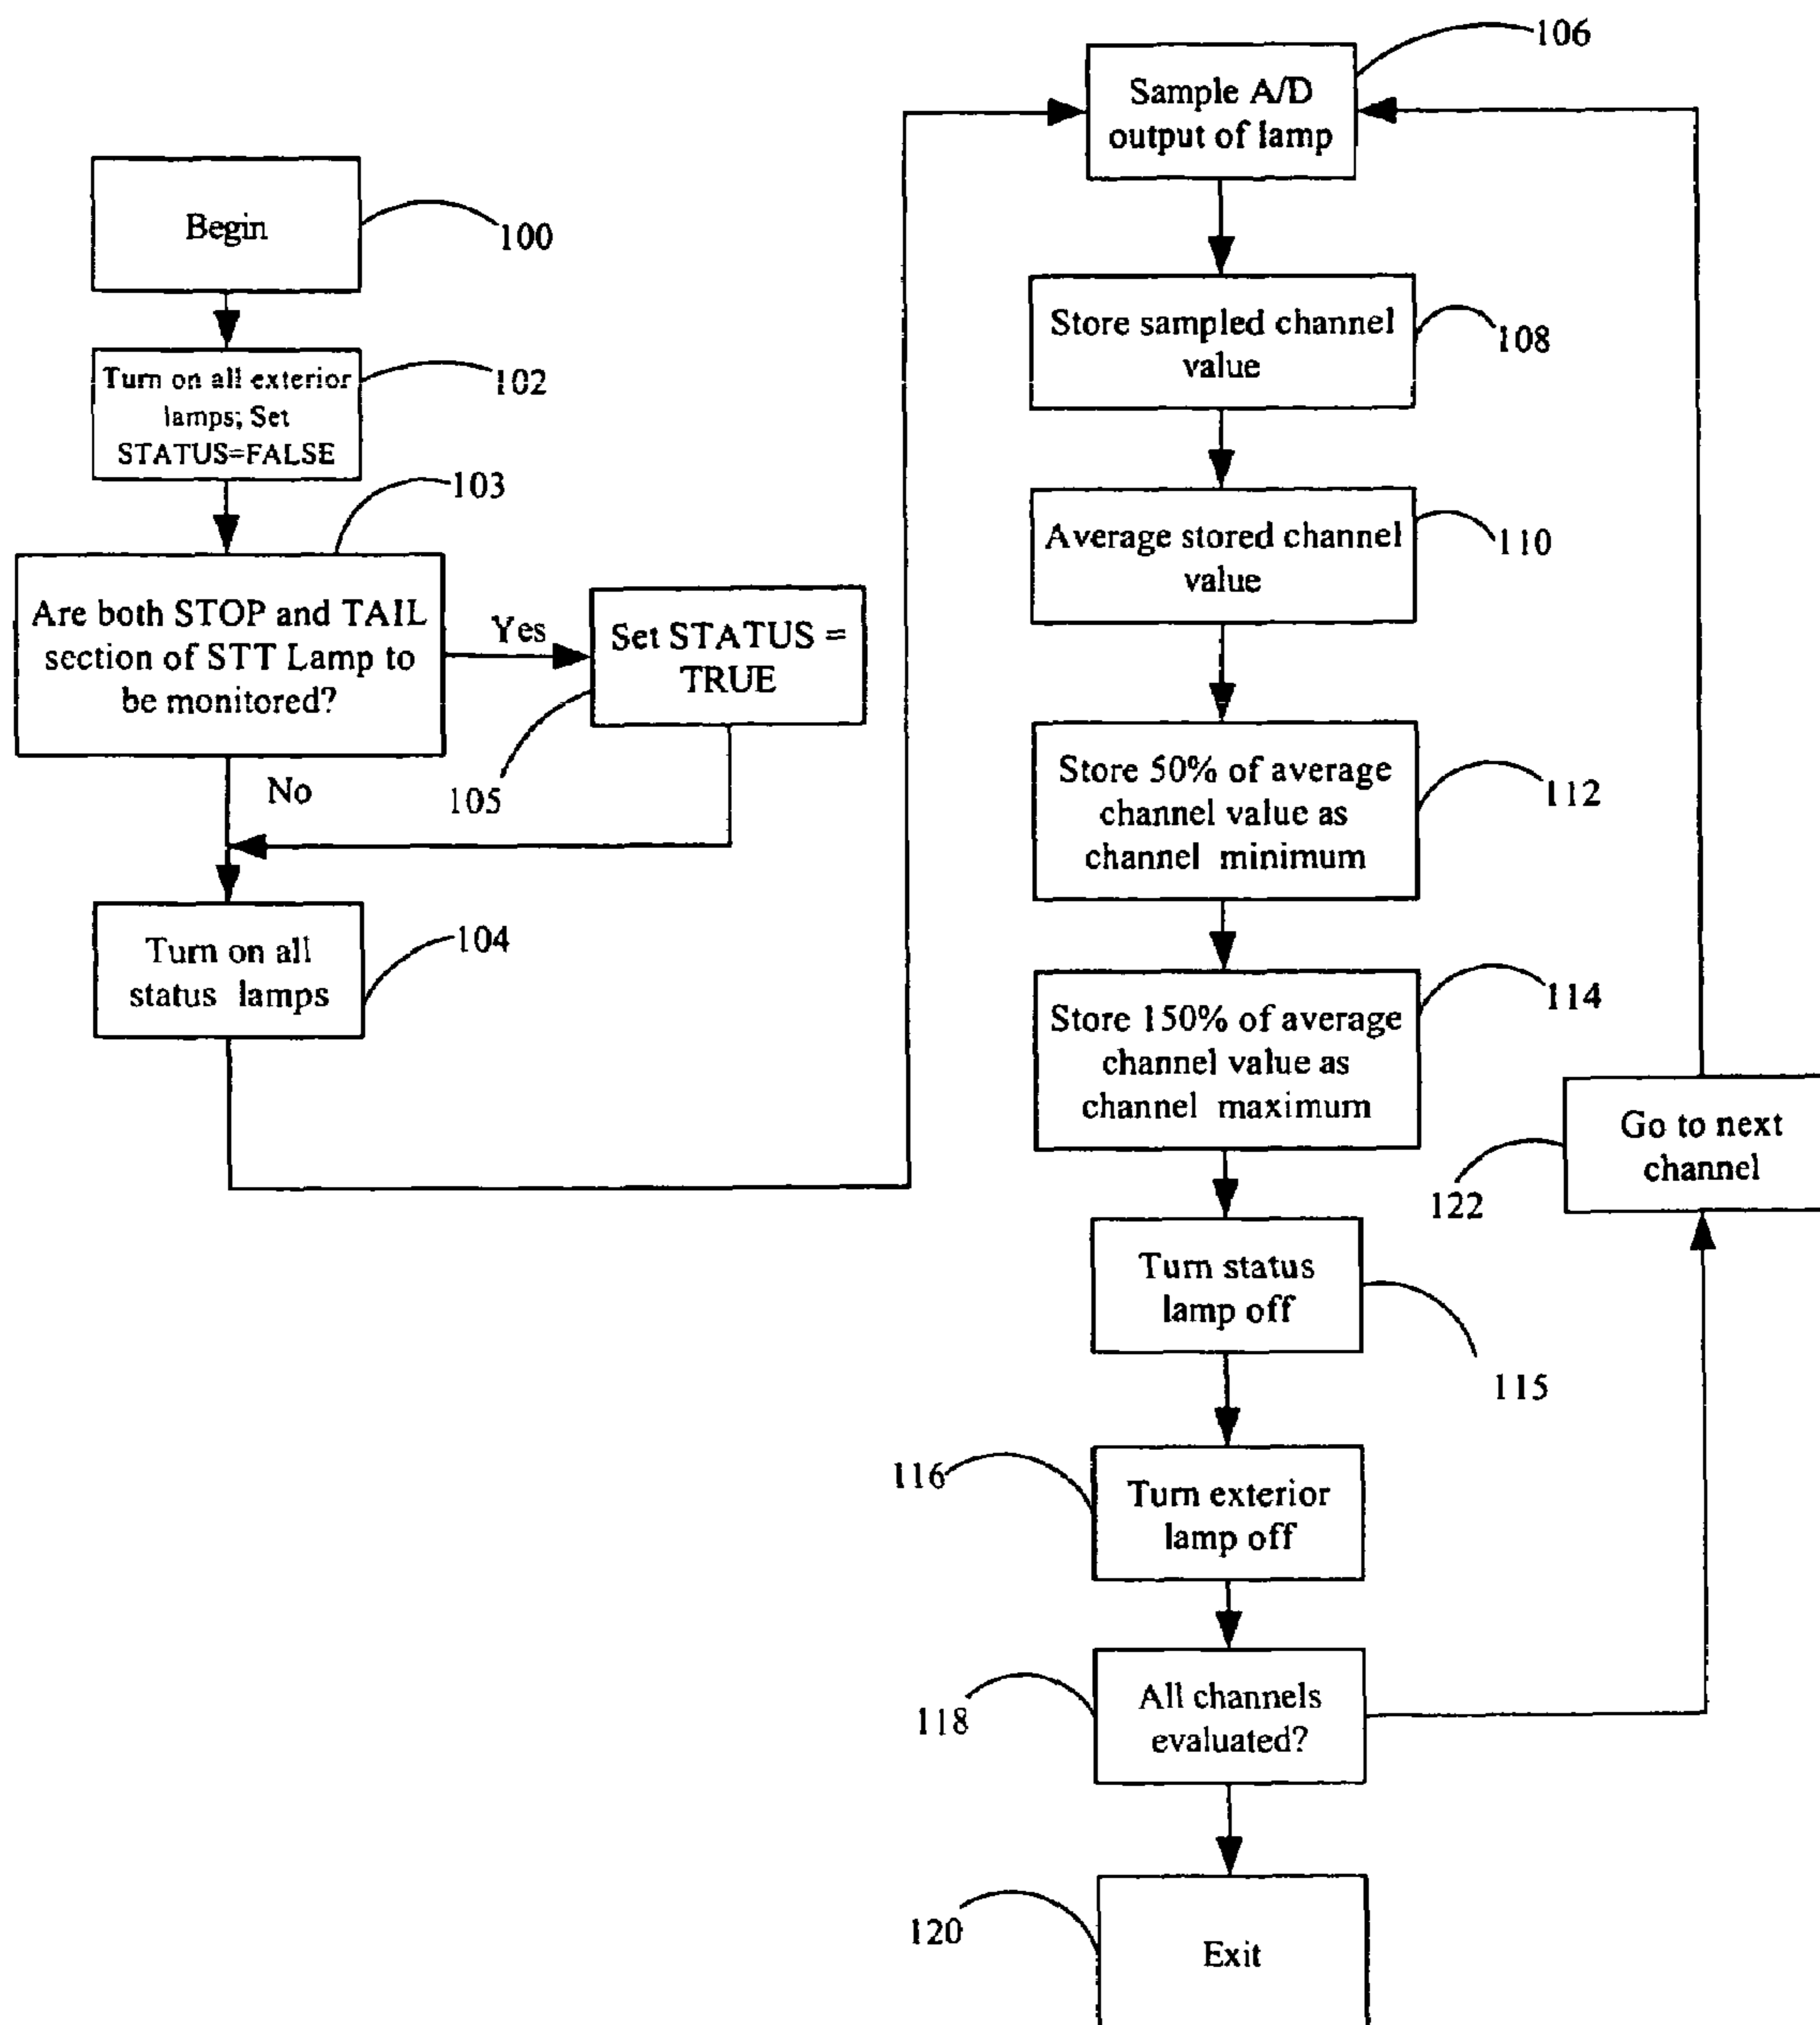 Begin
100
Turn on all exterior
lamps; Set
STATUS=FALSE
102
103
Are both STOP and TAIL
section of STT Lamp to
be monitored?
Yes
Set STATUS =
TRUE
105
No
Turn on all
status lamps
104
106
Sample A/D
output of lamp
Store sampled channel
value
108
Average stored channel
value
110
Store 50% of average
channel value as
channel minimum
112
Store 150% of average
channel value as
channel maximum
114
Go to next
channel
122
Turn status
lamp off
115
116
Turn exterior
lamp off
118
All channels
evaluated?
120
Exit